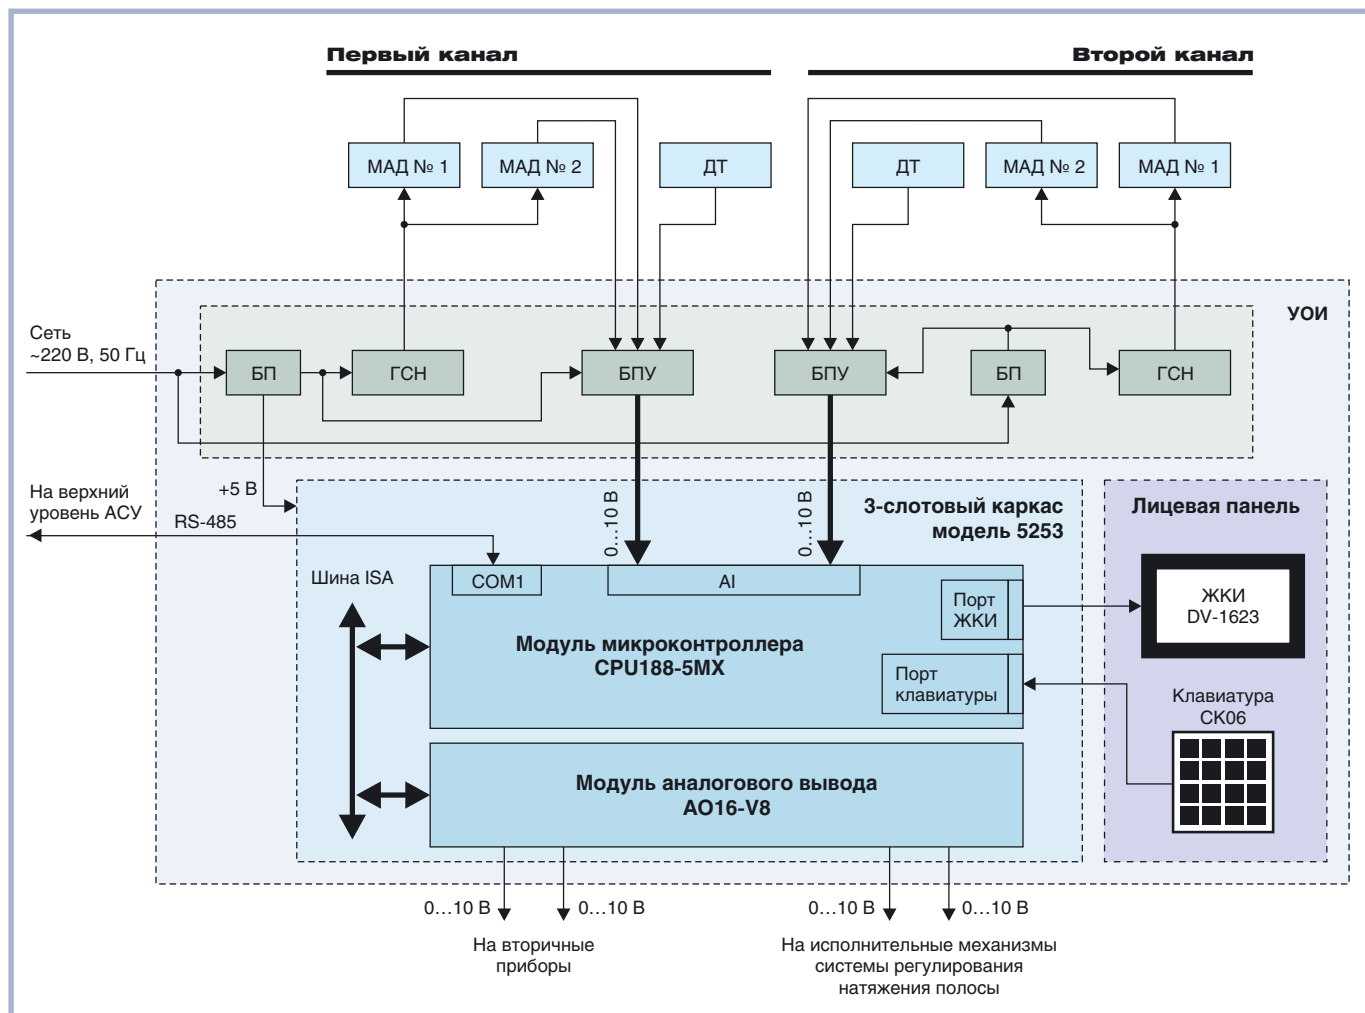 Первый канал
Второй канал
МАД № 1
МАД № 2
ДТ
ДТ
МАД № 2
МАД № 1
УОИ
Сеть
~220 В, 50 Гц
БП
ГСН
БПУ
БПУ
БП
ГСН
+5 В
На верхний
уровень АСУ
RS-485
0...10 В
0...10 В
3-слотовый каркас
модель 5253
Лицевая панель
Шина ISA
COM1
AI
Порт
ЖКИ
ЖКИ
DV-1623
Модуль микроконтроллера
CPU188-5MX
Порт
клавиатуры
Клавиатура
СК06
Модуль аналогового вывода
AO16-V8
0...10 В
0...10 В
0...10 В
0...10 В
На вторичные
приборы
На исполнительные механизмы
системы регулирования
натяжения полосы